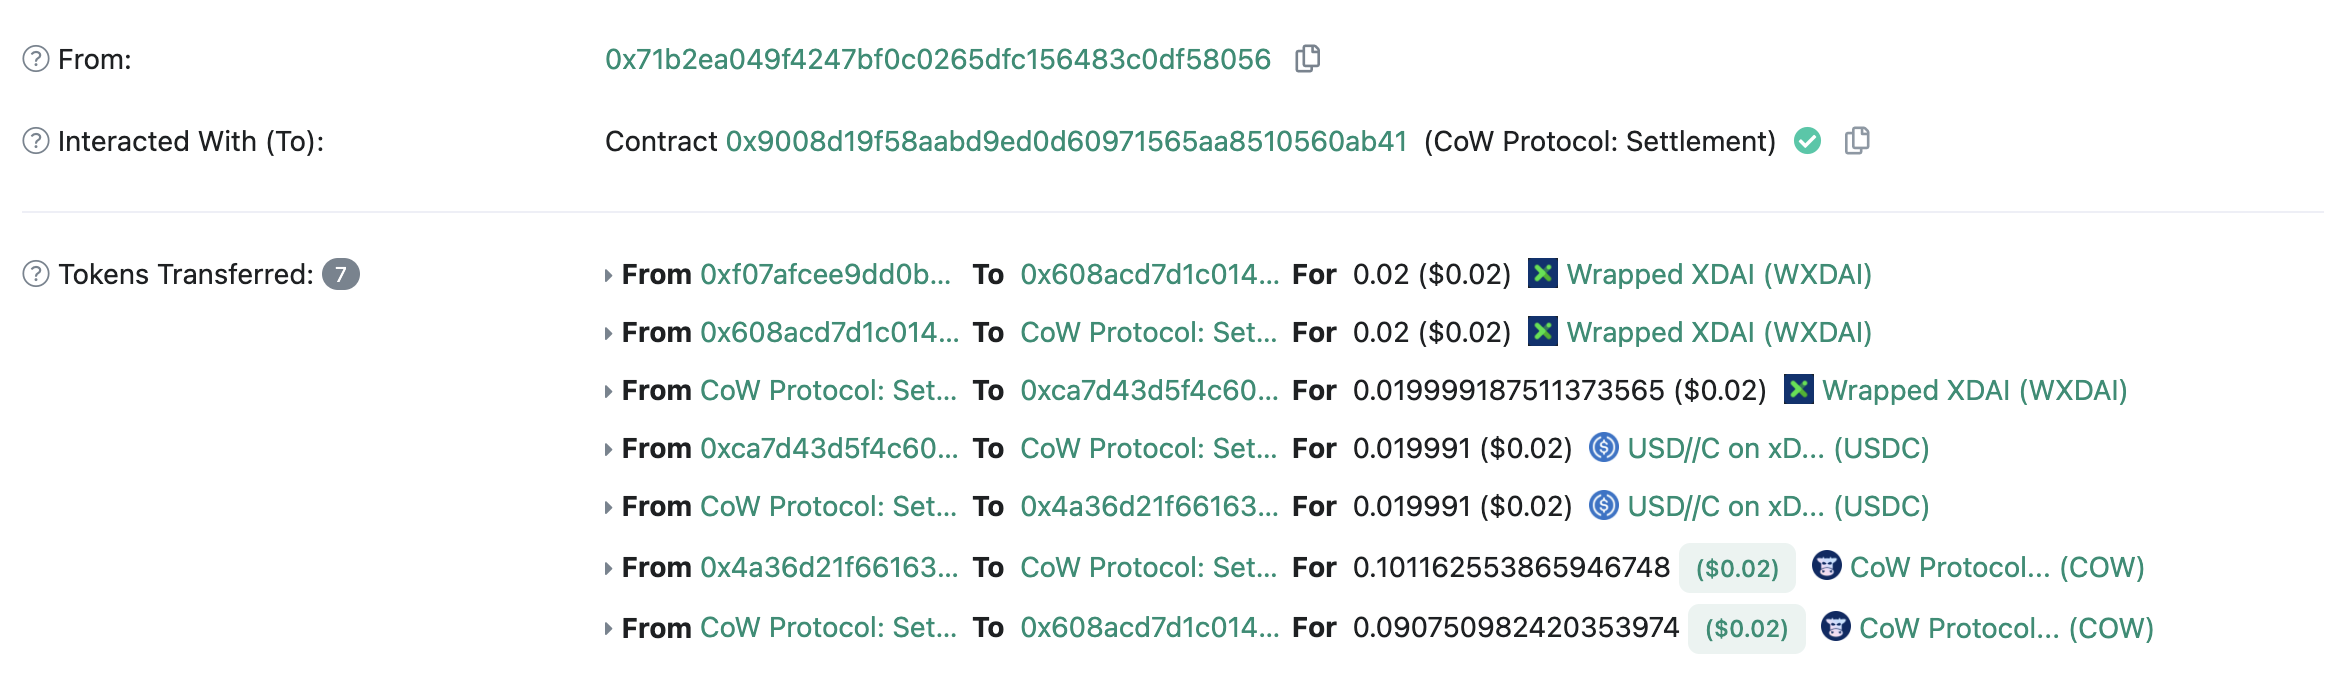 From: 0x71b2ea049f4247bf0c0265dfc156483c0df58056
Interacted With (To): Contract 0x9008d19f58aabd9ed0d60971565aa8510560ab41 (CoW Protocol: Settlement)
Tokens Transferred: 7 From 0xf07afcee9dd0b... To 0x608acd7d1c014... For 0.02 ($0.02) Wrapped XDAI (WXDAI)
From 0x608acd7d1c014... To CoW Protocol: Set... For 0.02 ($0.02) Wrapped XDAI (WXDAI)
From CoW Protocol: Set... To 0xca7d43d5f4c60... For 0.019999187511373565 ($0.02) Wrapped XDAI (WXDAI)
From 0xca7d43d5f4c60... To CoW Protocol: Set... For 0.019991 ($0.02) USD//C on xD... (USDC)
From CoW Protocol: Set... To 0x4a36d21f66163... For 0.019991 ($0.02) USD//C on xD... (USDC)
From 0x4a36d21f66163... To CoW Protocol: Set... For 0.101162553865946748 ($0.02) CoW Protocol... (COW)
From CoW Protocol: Set... To 0x608acd7d1c014... For 0.090750982420353974 ($0.02) CoW Protocol... (COW)